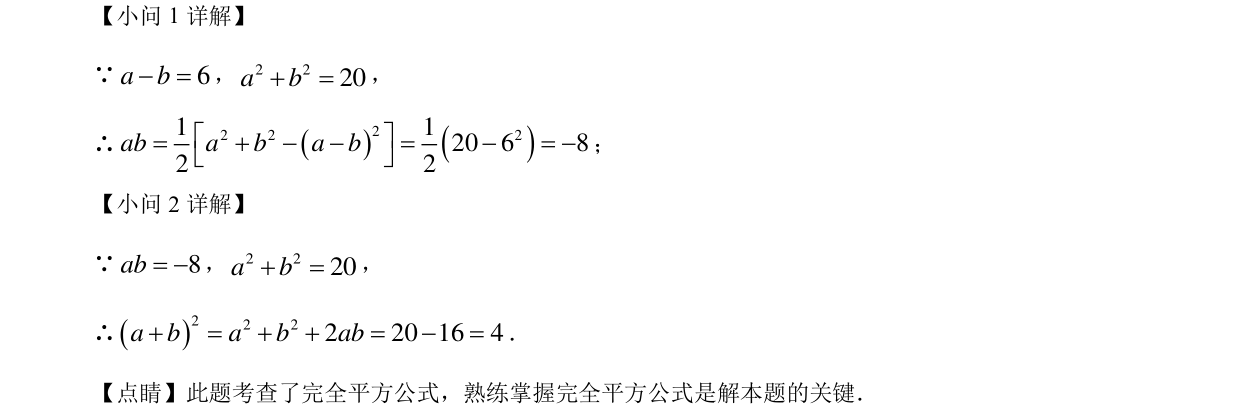 【小问 1 详解】
∵ a−b=6，a²+b²=20，
∴ ab=\frac{1}{2}[a²+b²−(a−b)²]=\frac{1}{2}(20−6²)=−8；
【小问 2 详解】
∵ ab=−8，a²+b²=20，
∴(a+b)²=a²+b²+2ab=20−16=4．
【点睛】此题考查了完全平方公式，熟练掌握完全平方公式是解本题的关键．